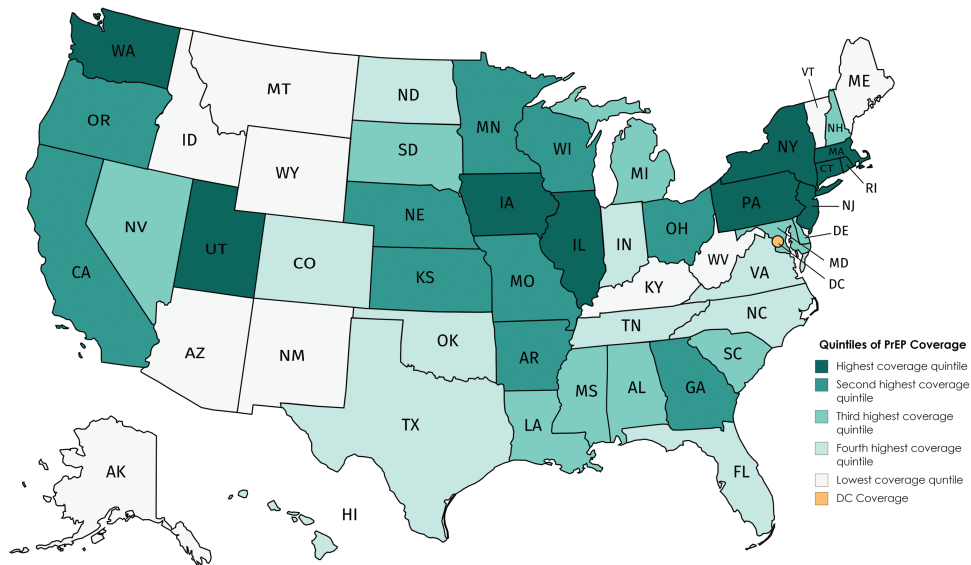 WA
VT
ME
MT
ND
OR
MN
NH
ID
NY
MA
SD
WI
CT
WY
MI
RI
PA
IA
NJ
NE
NV
UT
OH
DE
IL
IN
CO
WV
MD
CA
KS
VA
DC
MO
KY
NC
TN
OK
AZ
NM
AR
SC
MS
AL
GA
TX
LA
FL
AK
HI
Quintiles of PrEP Coverage
Highest coverage quintile
Second highest coverage
quintile
Third highest coverage
quintile
Fourth highest coverage
quintile
Lowest coverage quntile
DC Coverage